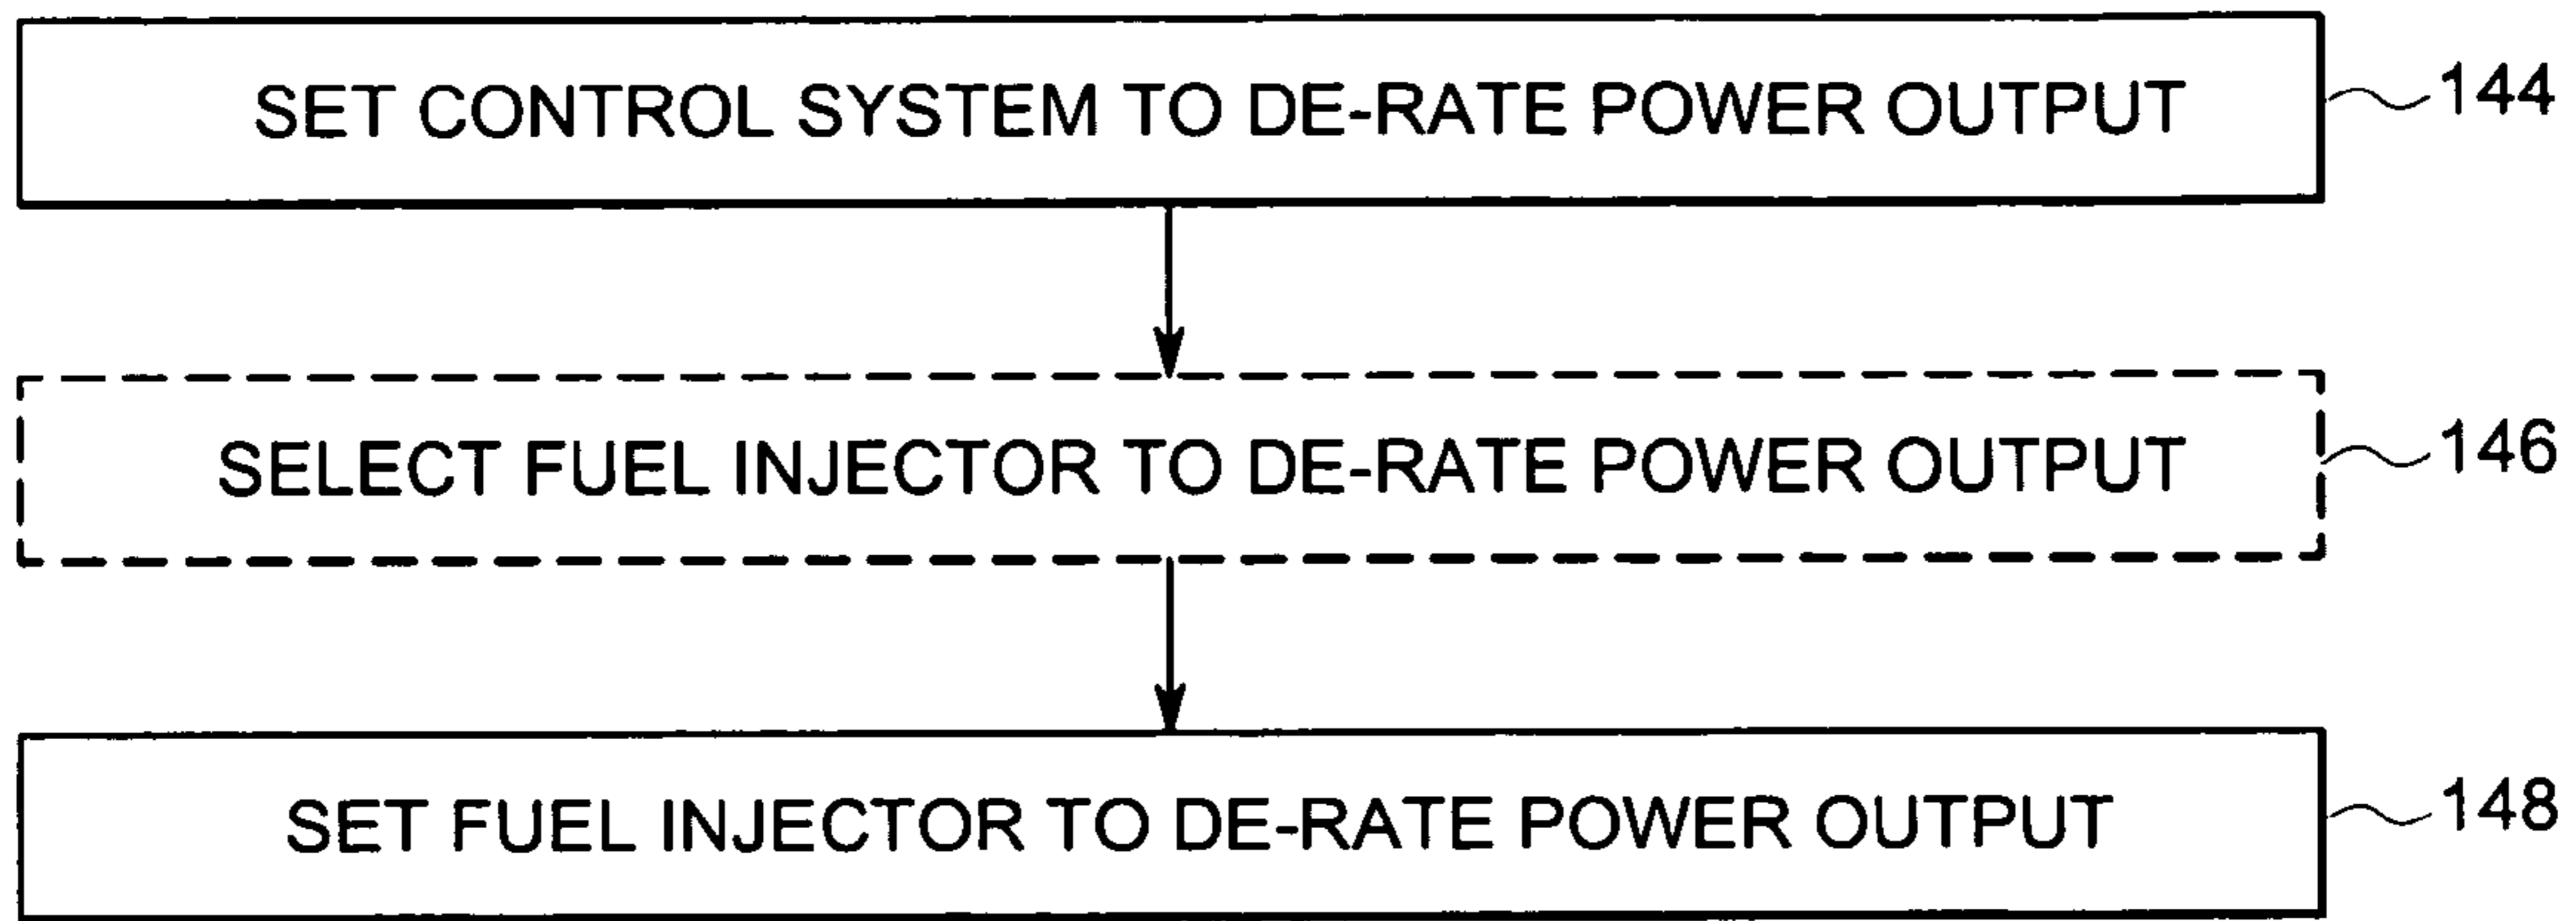 SET CONTROL SYSTEM TO DE-RATE POWER OUTPUT 144
SELECT FUEL INJECTOR TO DE-RATE POWER OUTPUT 146
SET FUEL INJECTOR TO DE-RATE POWER OUTPUT 148